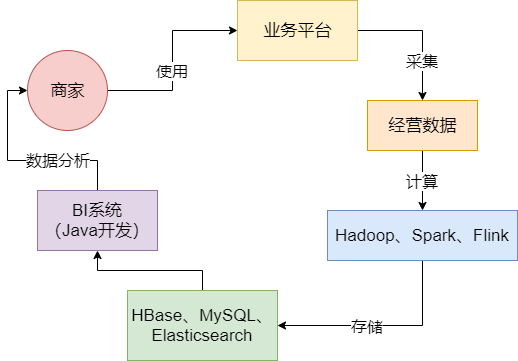 业务平台
使用
采集
商家
经营数据
数据分析
计算
BI系统
（Java开发）
Hadoop、Spark、Flink
HBase、MySQL、
Elasticsearch
存储